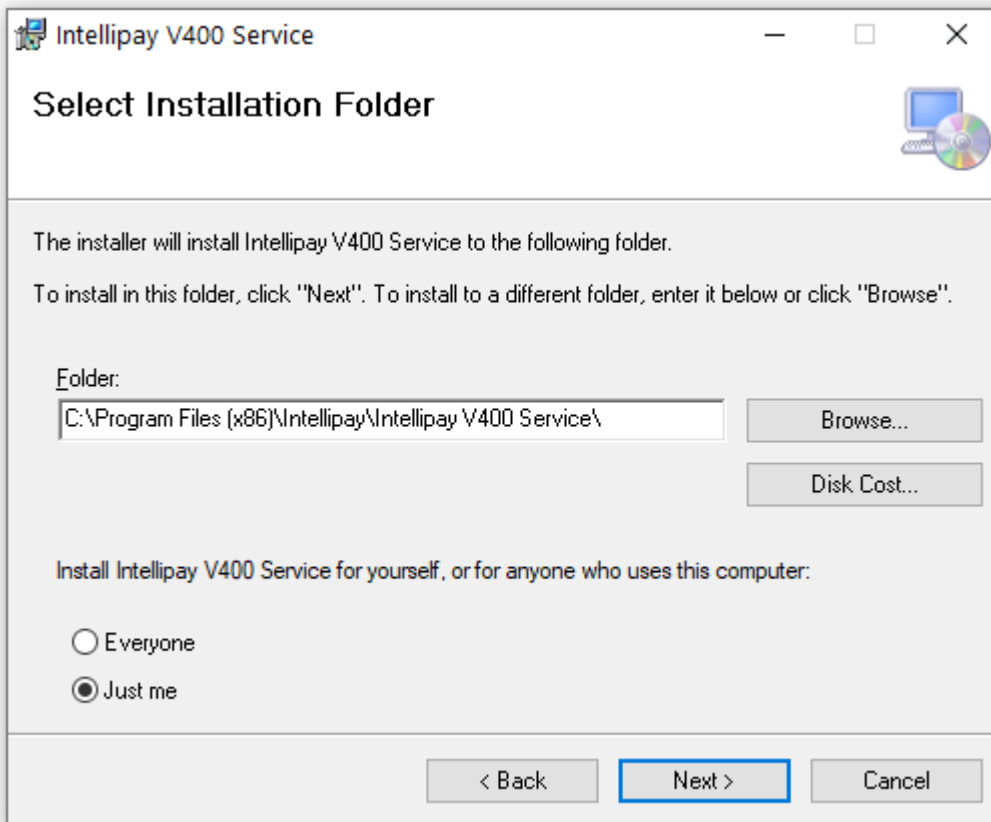 Intellipay V400 Service
Select Installation Folder
The installer will install Intellipay V400 Service to the following folder.
To install in this folder, click "Next". To install to a different folder, enter it below or click "Browse".
Folder:
C:\Program Files (x86)\Intellipay\Intellipay V400 Service\
Browse...
Disk Cost...
Install Intellipay V400 Service for yourself, or for anyone who uses this computer:
Everyone
Just me
< Back
Next >
Cancel